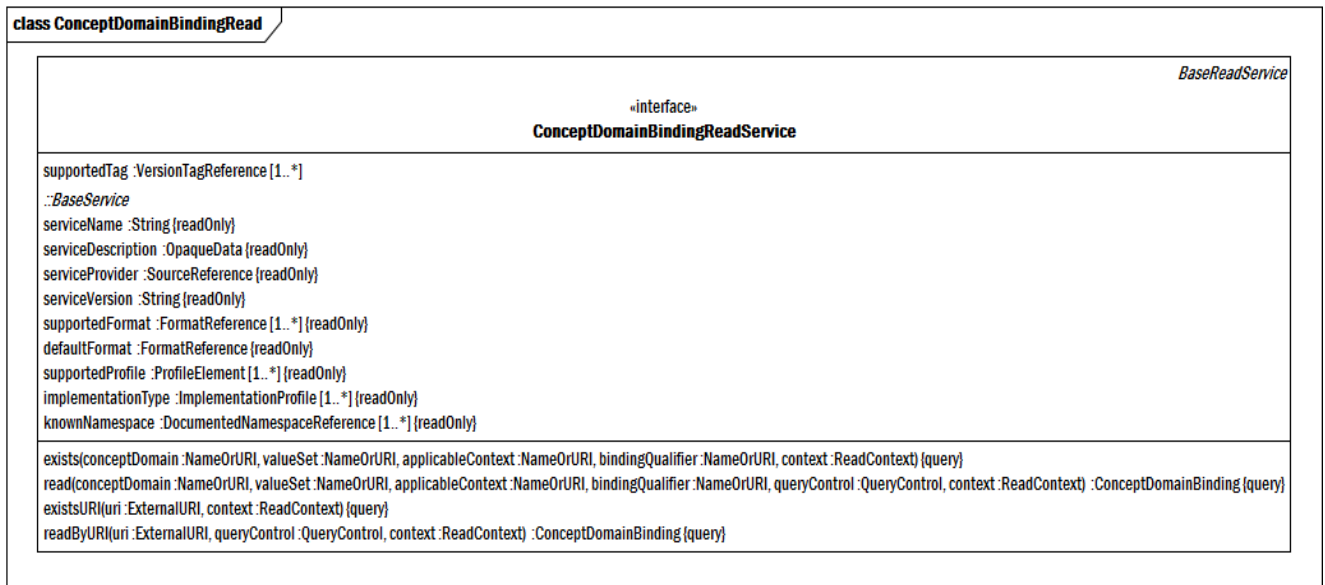 class ConceptDomainBindingRead
BaseReadService
«interface»
ConceptDomainBindingReadService
supportedTag :VersionTagReference [1..*]
::BaseService
serviceName :String {readOnly}
serviceDescription :OpaqueData {readOnly}
serviceProvider :SourceReference {readOnly}
serviceVersion :String {readOnly}
supportedFormat :FormatReference [1..*] {readOnly}
defaultFormat :FormatReference {readOnly}
supportedProfile :ProfileElement [1..*] {readOnly}
implementationType :ImplementationProfile [1..*] {readOnly}
knownNamespace :DocumentedNamespaceReference [1..*] {readOnly}
exists(conceptDomain :NameOrURI, valueSet :NameOrURI, applicableContext :NameOrURI, bindingQualifier :NameOrURI, context :ReadContext) {query}
read(conceptDomain :NameOrURI, valueSet :NameOrURI, applicableContext :NameOrURI, bindingQualifier :NameOrURI, queryControl :QueryControl, context :ReadContext) :ConceptDomainBinding {query}
existsURI(uri :ExternalURI, context :ReadContext) {query}
readByURI(uri :ExternalURI, queryControl :QueryControl, context :ReadContext) :ConceptDomainBinding {query}